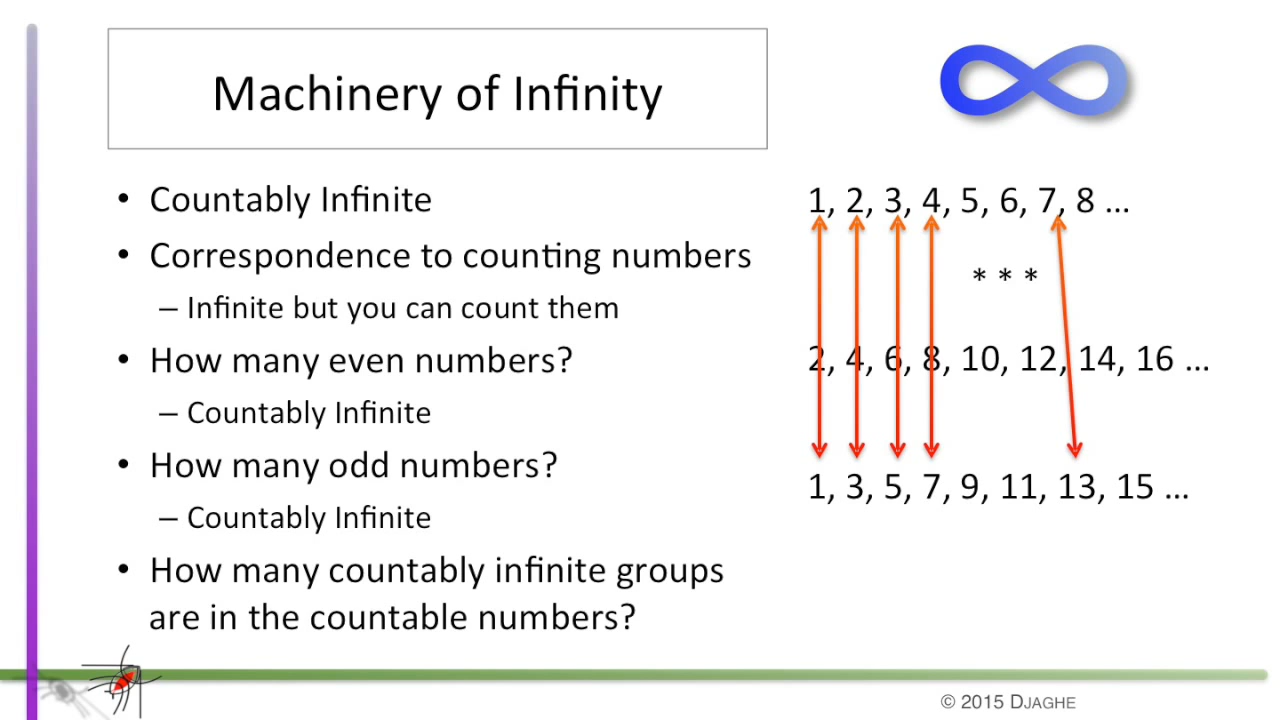 Machinery of Infinity
• Countably Infinite
• Correspondence to counting numbers
– Infinite but you can count them
• How many even numbers?
– Countably Infinite
• How many odd numbers?
– Countably Infinite
• How many countably infinite groups
are in the countable numbers?
∞
1, 2, 3, 4, 5, 6, 7, 8 ...
* * *
2, 4, 6, 8, 10, 12, 14, 16 ...
1, 3, 5, 7, 9, 11, 13, 15 ...
© 2015 DJAGHE